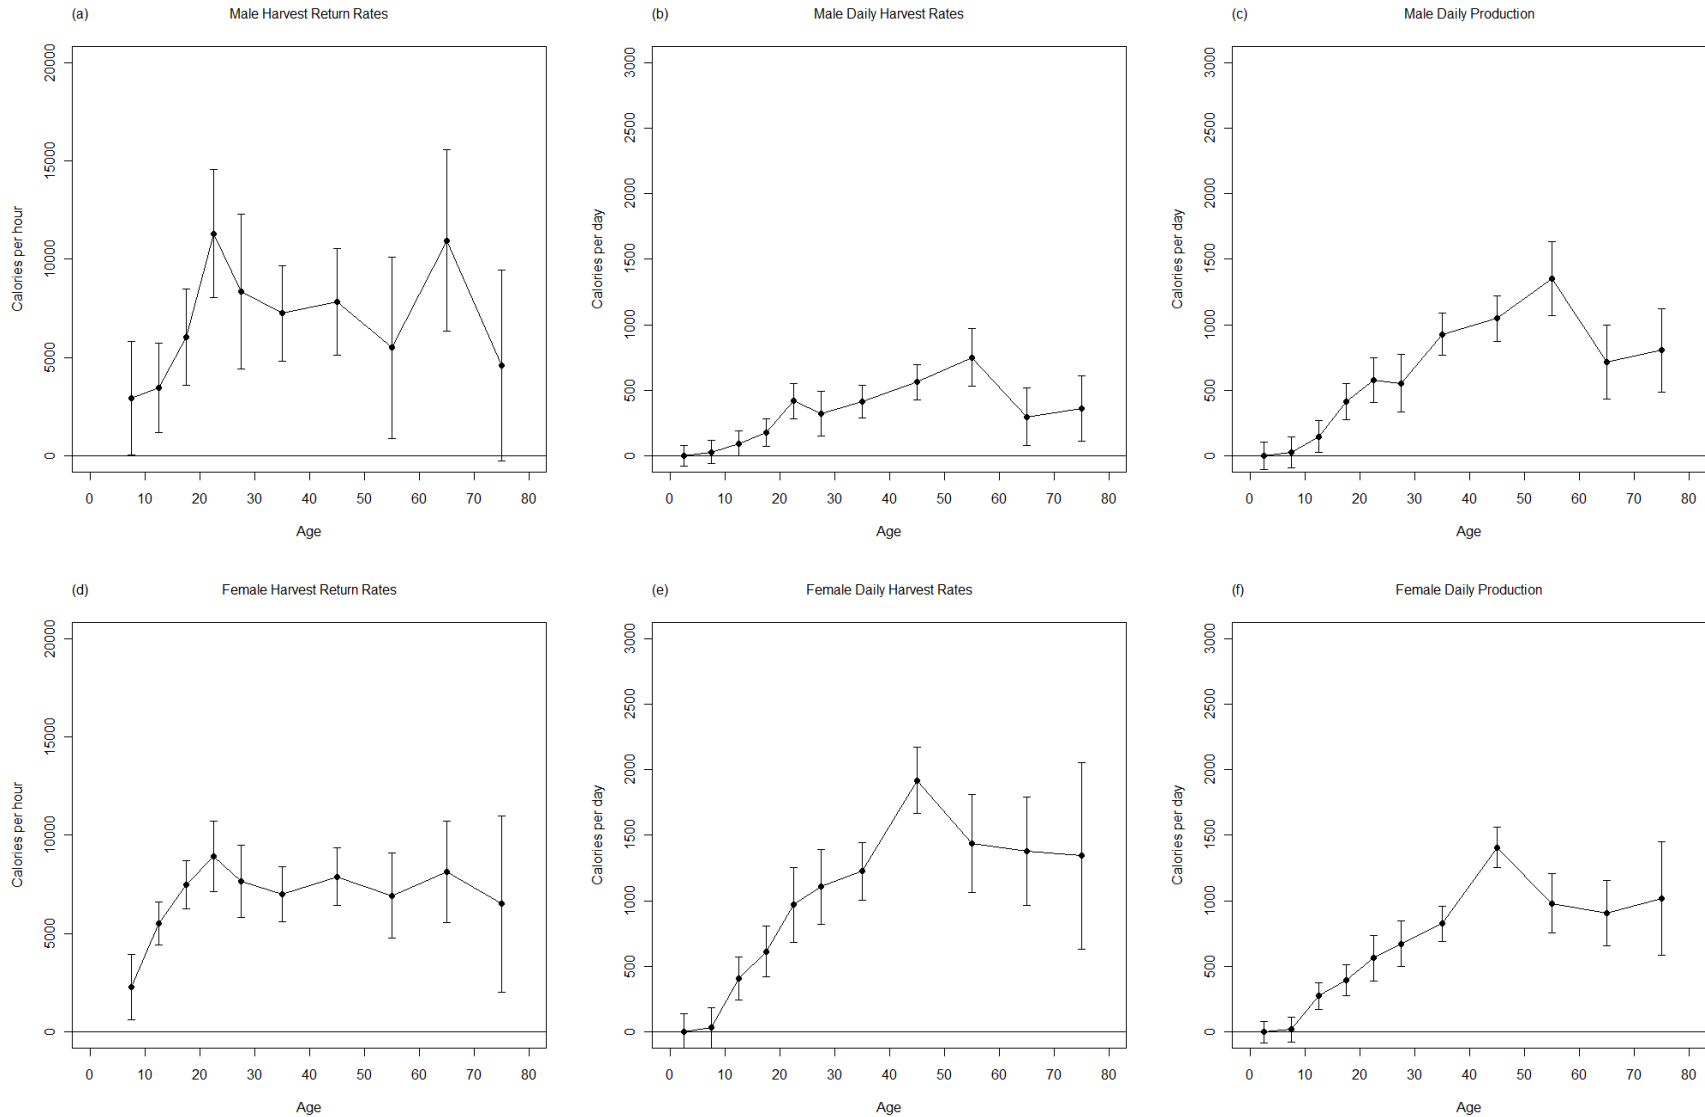 (a) Male Harvest Return Rates
Calories per hour
20000
15000
10000
5000
0
0 10 20 30 40 50 60 70 80
Age
(b) Male Daily Harvest Rates
Calories per day
3000
2500
2000
1500
1000
500
0
0 10 20 30 40 50 60 70 80
Age
(c) Male Daily Production
Calories per day
3000
2500
2000
1500
1000
500
0
0 10 20 30 40 50 60 70 80
Age
(d) Female Harvest Return Rates
Calories per hour
20000
15000
10000
5000
0
0 10 20 30 40 50 60 70 80
Age
(e) Female Daily Harvest Rates
Calories per day
3000
2500
2000
1500
1000
500
0
0 10 20 30 40 50 60 70 80
Age
(f) Female Daily Production
Calories per day
3000
2500
2000
1500
1000
500
0
0 10 20 30 40 50 60 70 80
Age